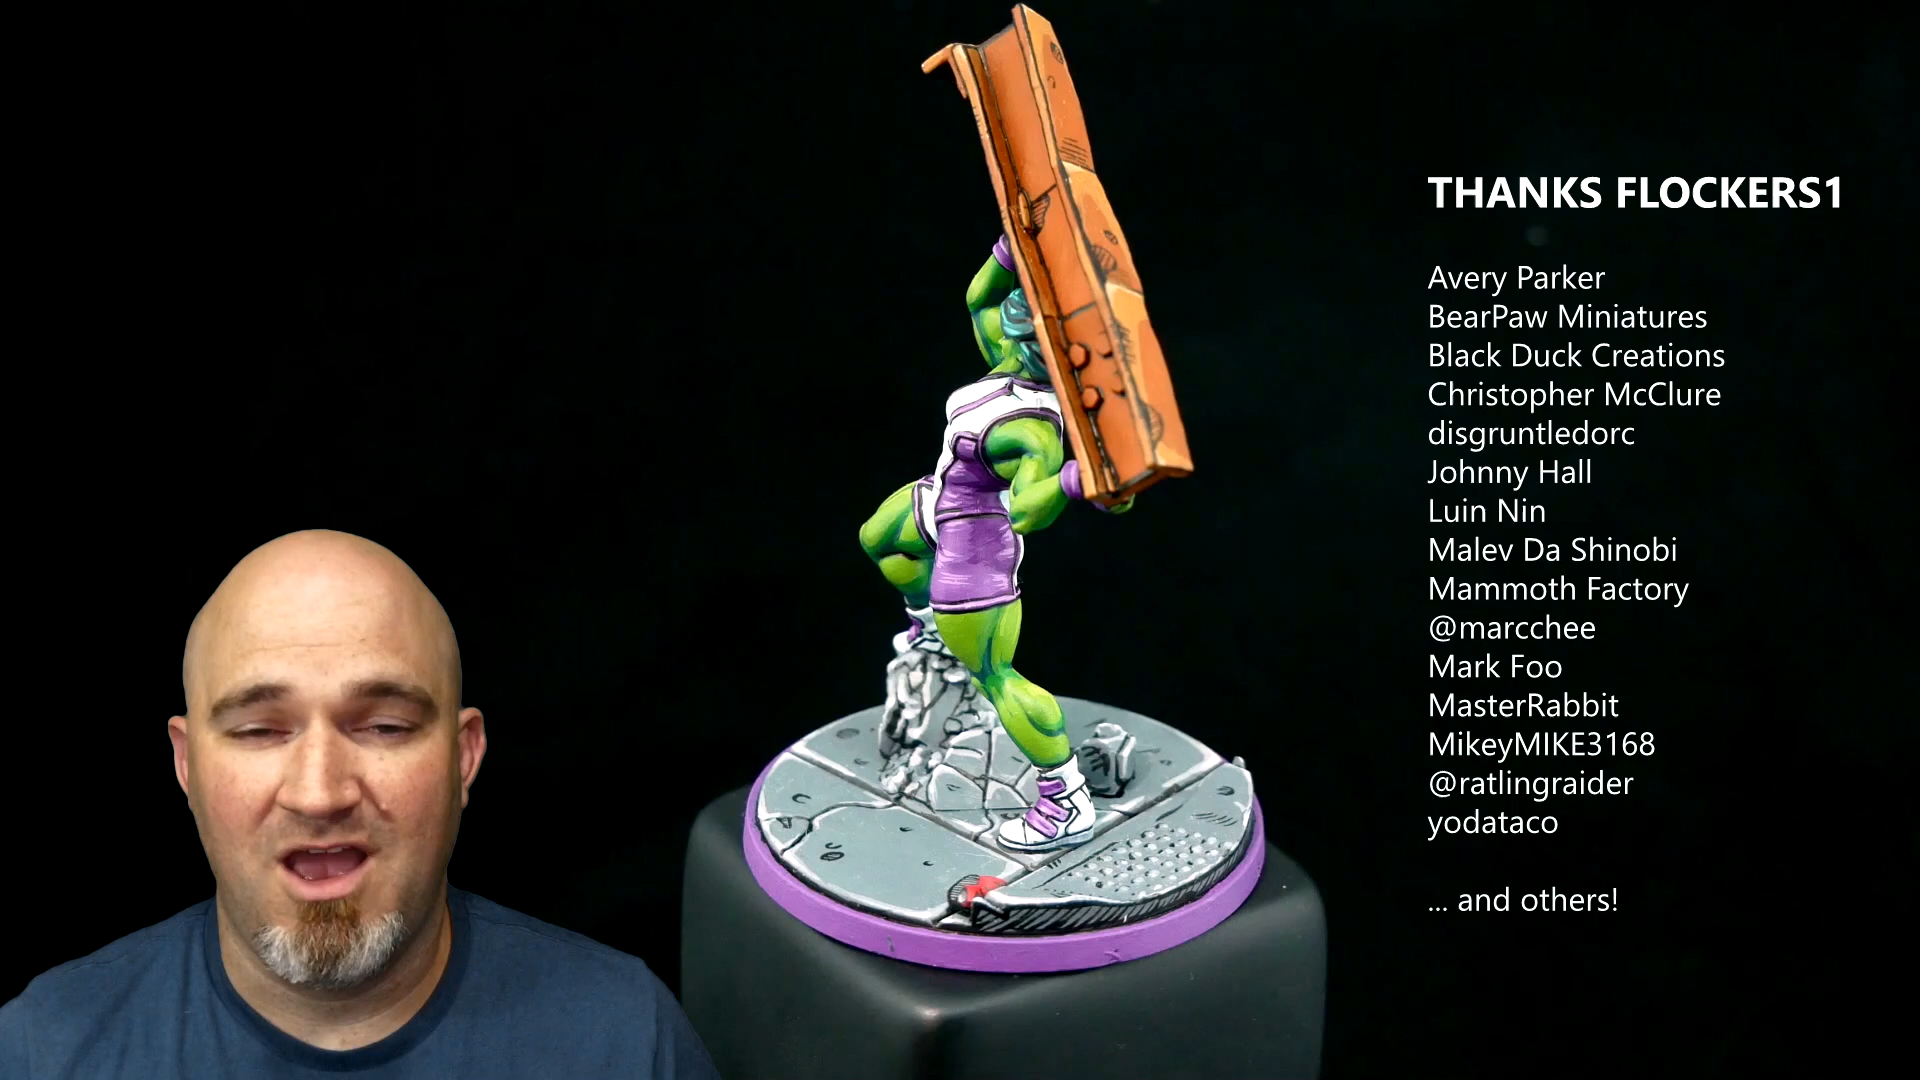 THANKS FLOCKERS1
Avery Parker
BearPaw Miniatures
Black Duck Creations
Christopher McClure
disgruntledorc
Johnny Hall
Luin Nin
Malev Da Shinobi
Mammoth Factory
@marcchee
Mark Foo
MasterRabbit
MikeyMIKE3168
@ratlingraider
yodataco
... and others!